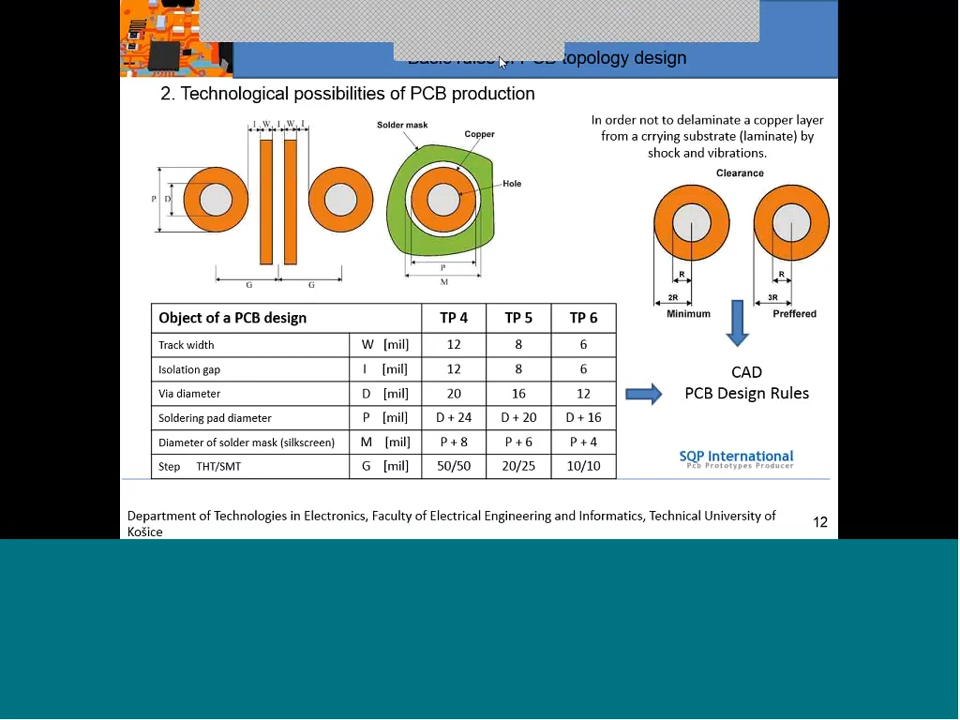 topology design
2. Technological possibilities of PCB production
I W I W I
P D
G G
Solder mask
Copper
Hole
P
M
In order not to delaminate a copper layer
from a crrying substrate (laminate) by
shock and vibrations.
Clearance
R R
2R 3R
Minimum Preffered
Object of a PCB design TP 4 TP 5 TP 6
Track width W [mil] 12 8 6
Isolation gap I [mil] 12 8 6
Via diameter D [mil] 20 16 12
Soldering pad diameter P [mil] D + 24 D + 20 D + 16
Diameter of solder mask (silkscreen) M [mil] P + 8 P + 6 P + 4
Step THT/SMT G [mil] 50/50 20/25 10/10
CAD
PCB Design Rules
SQP International
Pcb Prototypes Producer
Department of Technologies in Electronics, Faculty of Electrical Engineering and Informatics, Technical University of
Košice
12